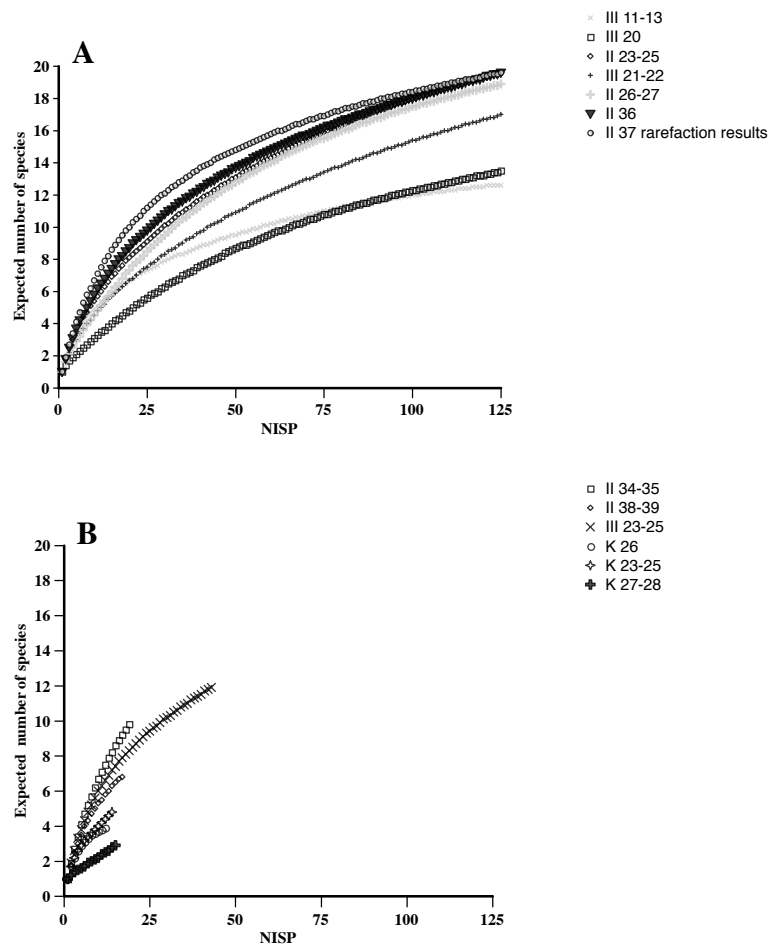 III 11-13
III 20
II 23-25
III 21-22
II 26-27
II 36
II 37 rarefaction results
A
20
18
16
14
12
10
8
6
4
2
0
Expected number of species
0 25 50 75 100 125
NISP
II 34-35
II 38-39
III 23-25
K 26
K 23-25
K 27-28
B
20
18
16
14
12
10
8
6
4
2
0
Expected number of species
0 25 50 75 100 125
NISP